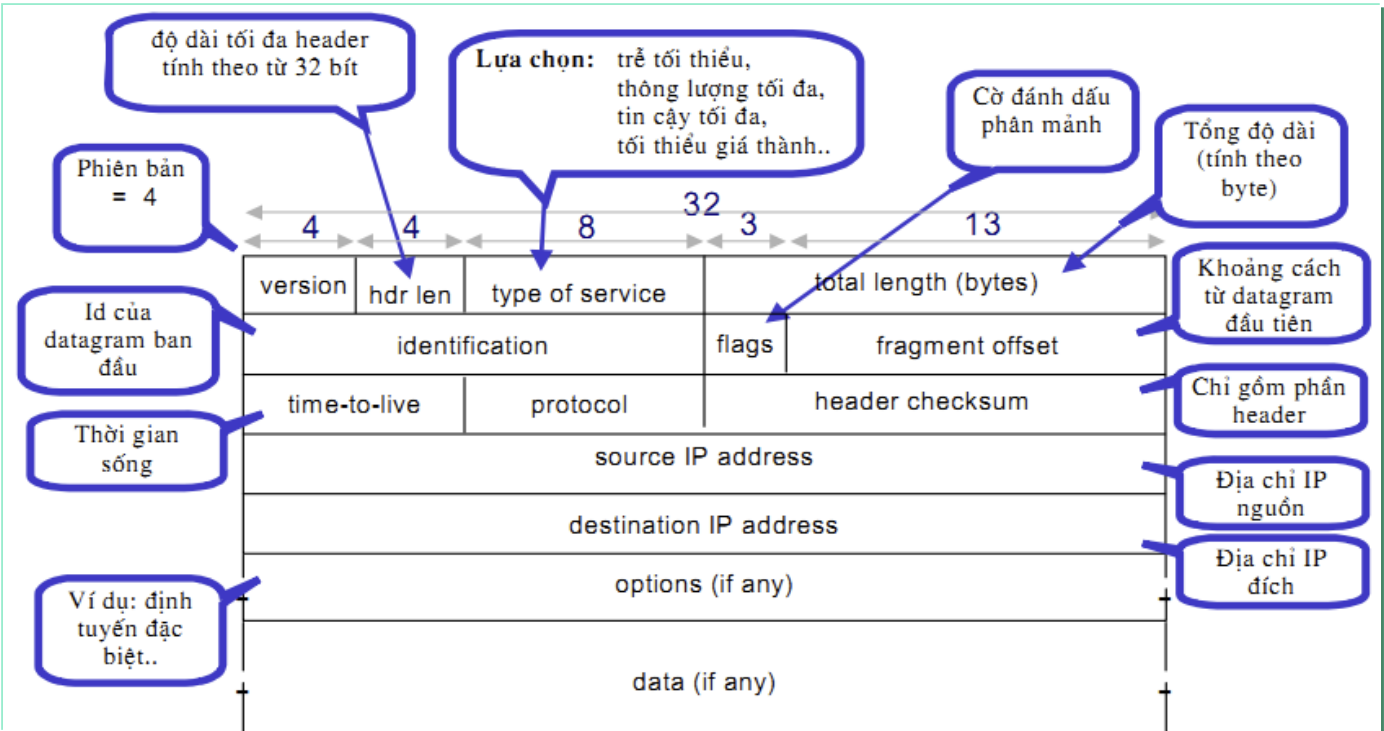 độ dài tối đa header
tính theo từ 32 bít
Lựa chọn: trễ tối thiểu,
thông lượng tối đa,
tin cậy tối đa,
tối thiểu giá thành..
Cờ đánh dấu
phân mảnh
Tổng độ dài
(tính theo
byte)
Phiên bản
= 4
32
4 4 8 3 13
version hdr len type of service total length (bytes)
Khoảng cách
từ datagram
đầu tiên
Id của
datagram ban
đầu
identification flags fragment offset
time-to-live protocol header checksum
Chỉ gồm phần
header
Thời gian
sống
source IP address
Địa chỉ IP
nguồn
destination IP address
Địa chỉ IP
đích
options (if any)
Ví dụ: định
tuyến đặc
biệt..
data (if any)